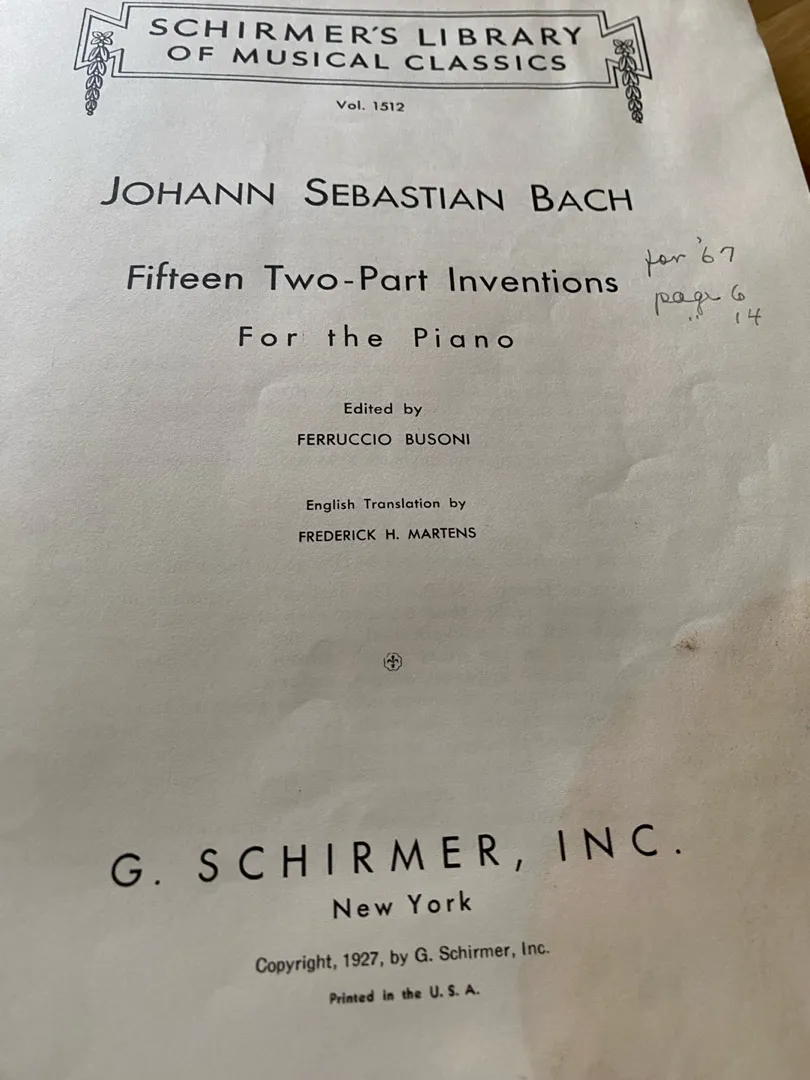 SCHIRMER'S LIBRARY
OF MUSICAL CLASSICS
Vol. 1512
JOHANN SEBASTIAN BACH
Fifteen Two-Part Inventions
For the Piano
for '67
page 6
" 14
Edited by
FERRUCCIO BUSONI
English Translation by
FREDERICK H. MARTENS
G. SCHIRMER, INC.
New York
Copyright, 1927, by G. Schirmer, Inc.
Printed in the U. S. A.